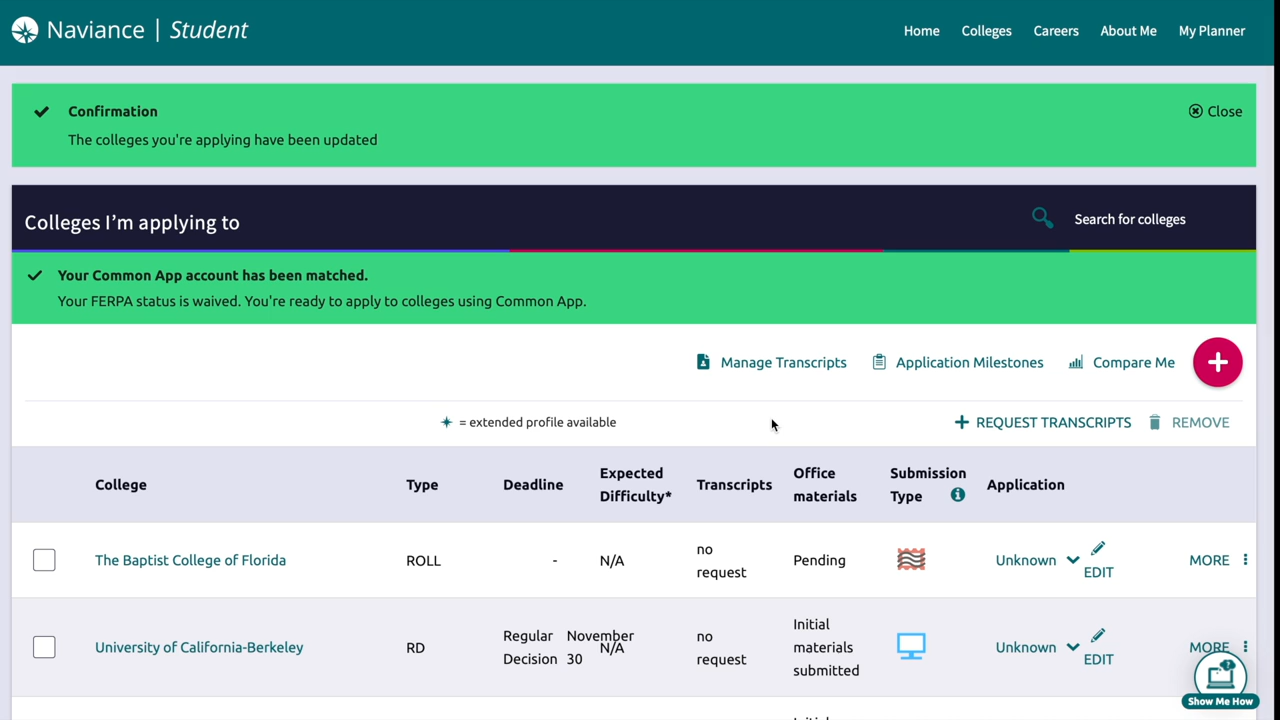 Naviance | Student
Home Colleges Careers About Me My Planner
Confirmation
Close
The colleges you're applying have been updated
Colleges I'm applying to
Search for colleges
Your Common App account has been matched.
Your FERPA status is waived. You're ready to apply to colleges using Common App.
Manage Transcripts Application Milestones Compare Me
= extended profile available
REQUEST TRANSCRIPTS REMOVE
College Type Deadline Expected Difficulty* Transcripts Office materials Submission Type Application
The Baptist College of Florida ROLL - N/A no request Pending Unknown EDIT MORE
University of California-Berkeley RD Regular Decision November 30 N/A no request Initial materials submitted Unknown EDIT MORE
Show Me How